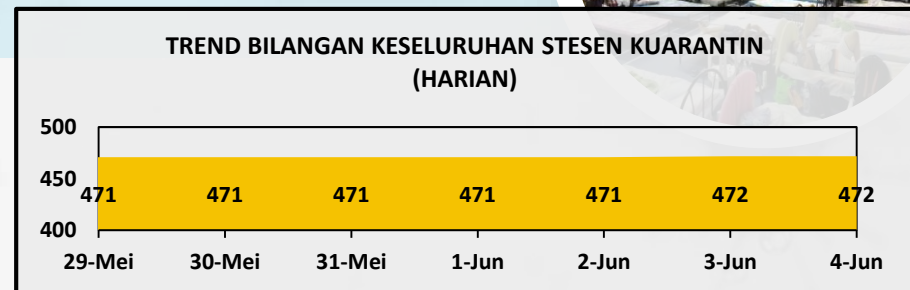 TREND BILANGAN KESELURUHAN STESEN KUARANTIN
(HARIAN)
500
450
400
471 471 471 471 471 472 472
29-Mei 30-Mei 31-Mei 1-Jun 2-Jun 3-Jun 4-Jun